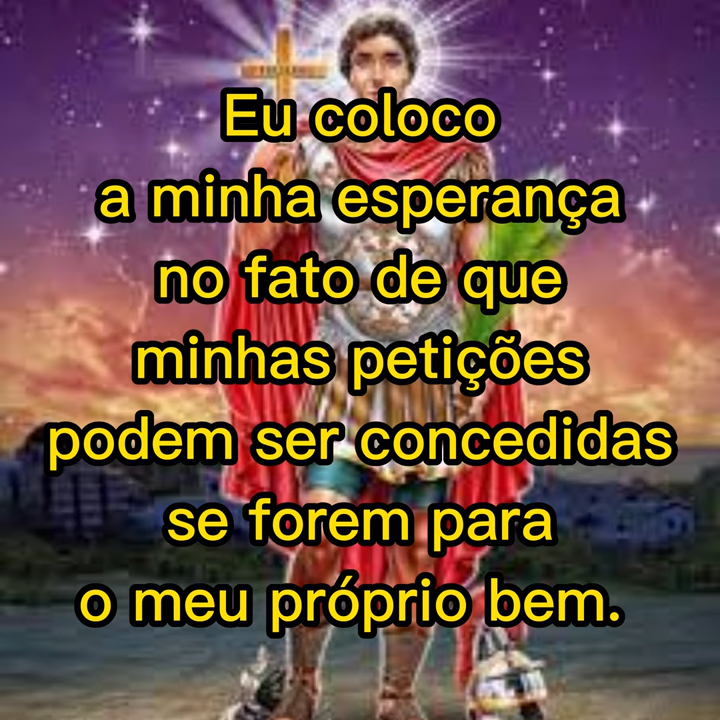 Eu coloco
a minha esperança
no fato de que
minhas petições
podem ser concedidas
se forem para
o meu próprio bem.